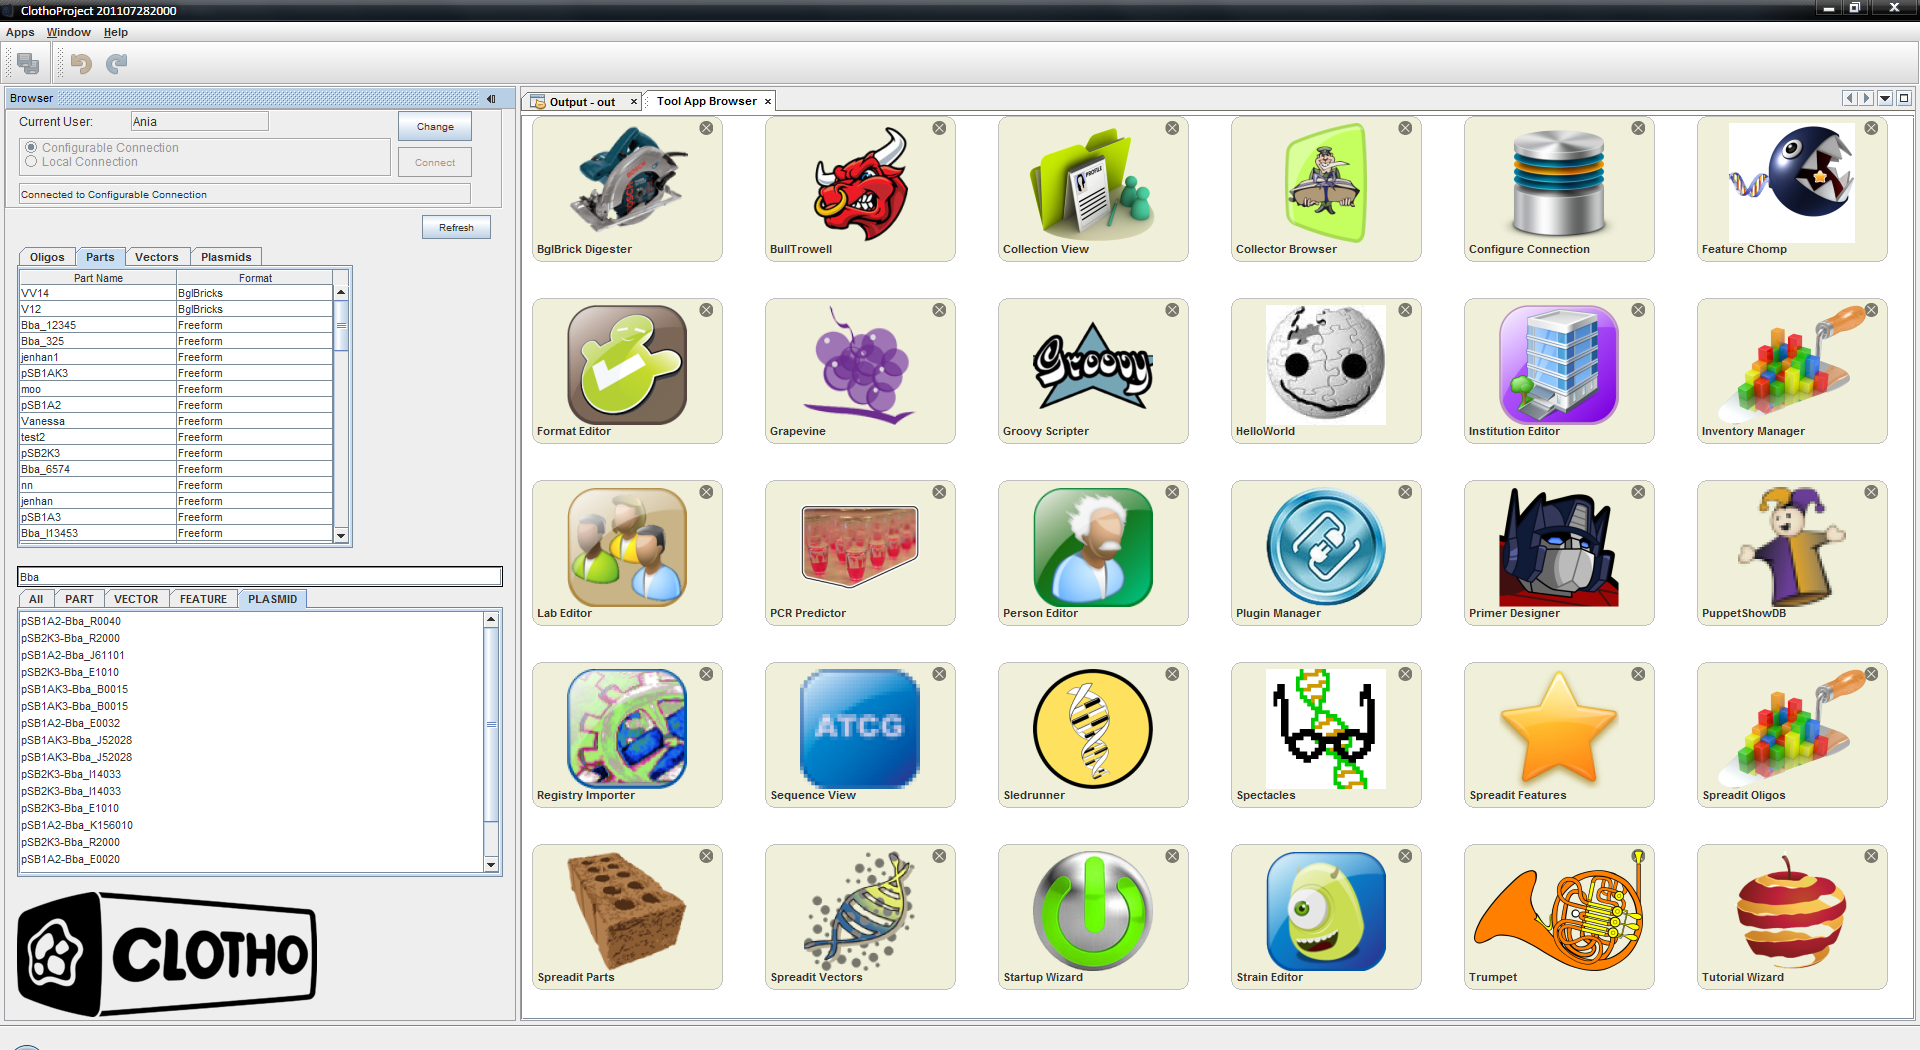 ClothoProject 201107282000
Apps Window Help
Browser
Current User: Ania
Change
Configurable Connection
Local Connection
Connect
Connected to Configurable Connection
Refresh
Oligos Parts Vectors Plasmids
Part Name Format
VV14 BglBricks
V12 BglBricks
Bba_12345 Freeform
Bba_325 Freeform
jenhan1 Freeform
pSB1AK3 Freeform
moo Freeform
pSB1A2 Freeform
Vanessa Freeform
test2 Freeform
pSB2K3 Freeform
Bba_6574 Freeform
nn Freeform
jenhan Freeform
pSB1A3 Freeform
Bba_I13453 Freeform
Bba
All PART VECTOR FEATURE PLASMID
pSB1A2-Bba_R0040
pSB2K3-Bba_R2000
pSB1A2-Bba_J61101
pSB2K3-Bba_E1010
pSB1AK3-Bba_B0015
pSB1AK3-Bba_B0015
pSB1A2-Bba_E0032
pSB1AK3-Bba_J52028
pSB1AK3-Bba_J52028
pSB2K3-Bba_I14033
pSB2K3-Bba_I14033
pSB2K3-Bba_E1010
pSB1A2-Bba_K156010
pSB2K3-Bba_R2000
pSB1A2-Bba_E0020
CLOTHO
Output - out Tool App Browser
PROFILE
BglBrick Digester BullTrowell Collection View Collector Browser Configure Connection Feature Chomp
Groovy
Format Editor Grapevine Groovy Scripter HelloWorld Institution Editor Inventory Manager
Lab Editor PCR Predictor Person Editor Plugin Manager Primer Designer PuppetShowDB
ATCG
Registry Importer Sequence View Sledrunner Spectacles Spreadit Features Spreadit Oligos
Spreadit Parts Spreadit Vectors Startup Wizard Strain Editor Trumpet Tutorial Wizard